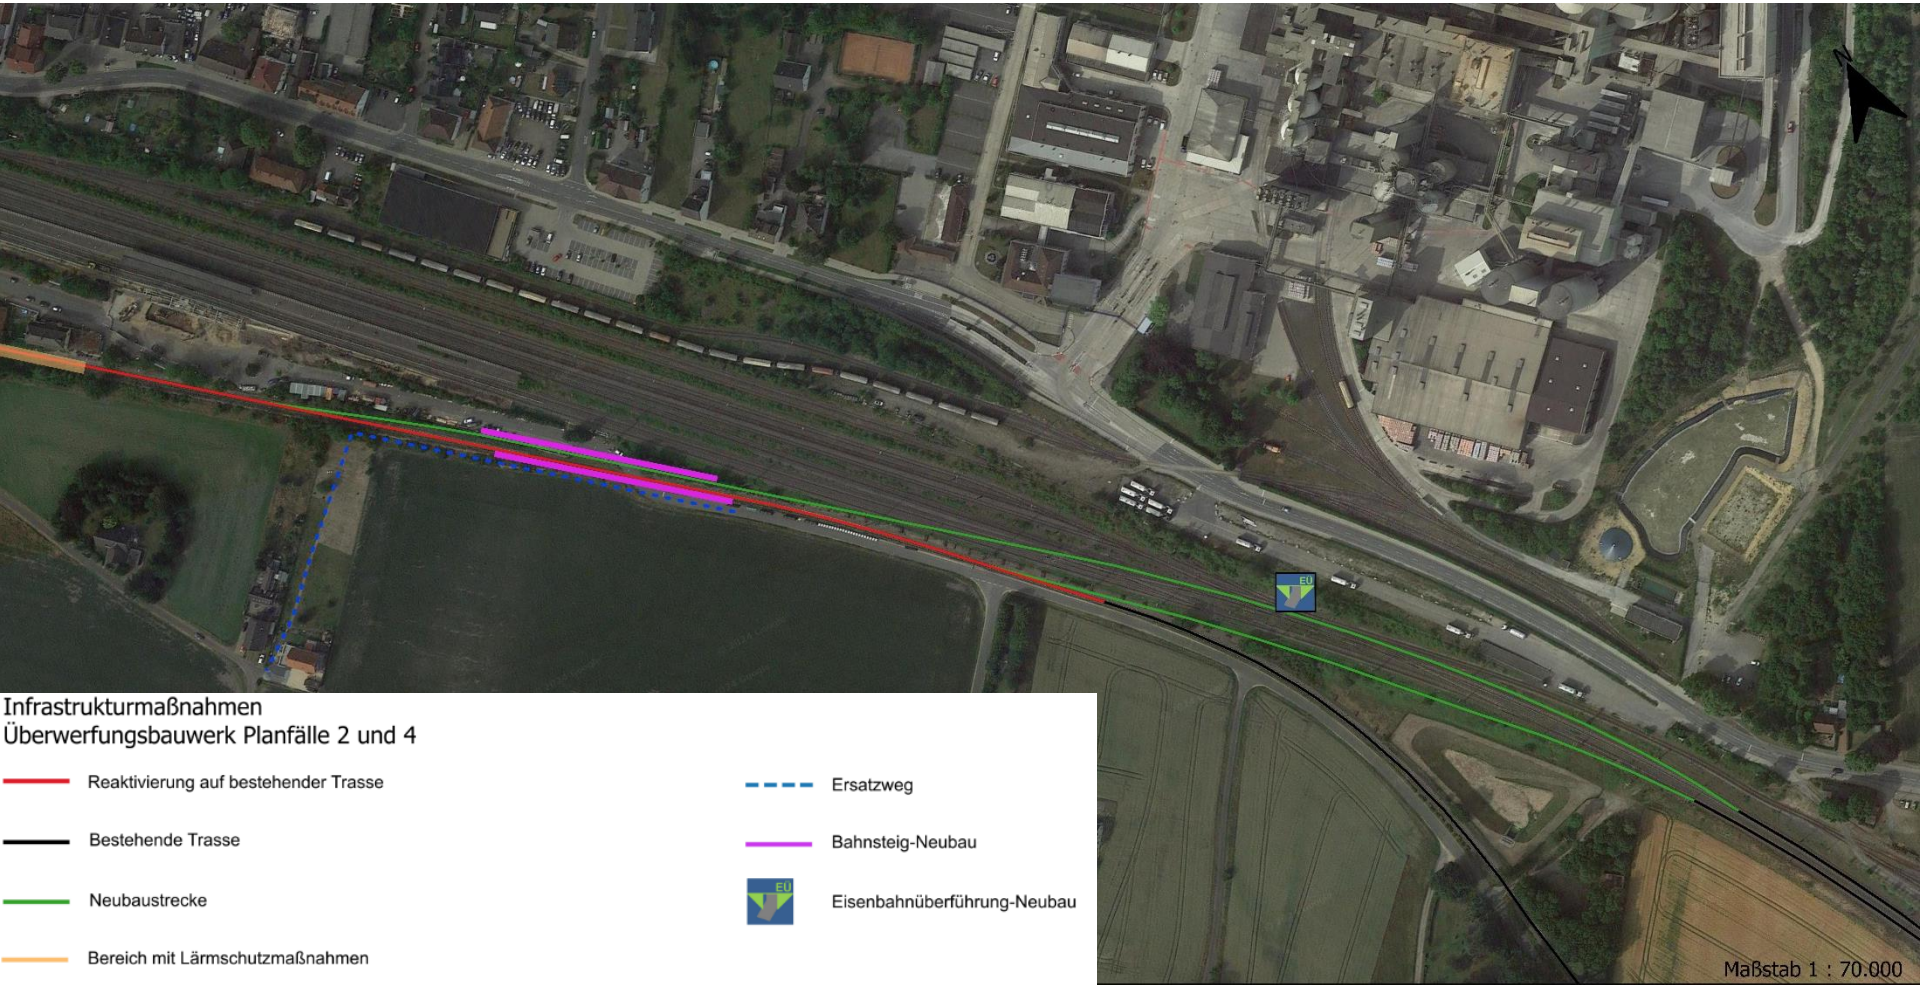 N
EÜ
Infrastrukturmaßnahmen
Überwerfungsbauwerk Planfälle 2 und 4
Reaktivierung auf bestehender Trasse
Bestehende Trasse
Neubaustrecke
Bereich mit Lärmschutzmaßnahmen
Ersatzweg
Bahnsteig-Neubau
EÜ
Eisenbahnüberführung-Neubau
Maßstab 1 : 70.000